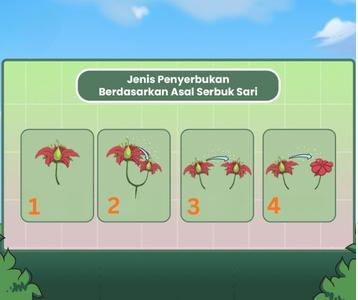 Jenis Penyerbukan
Berdasarkan Asal Serbuk Sari
1
2
3
4